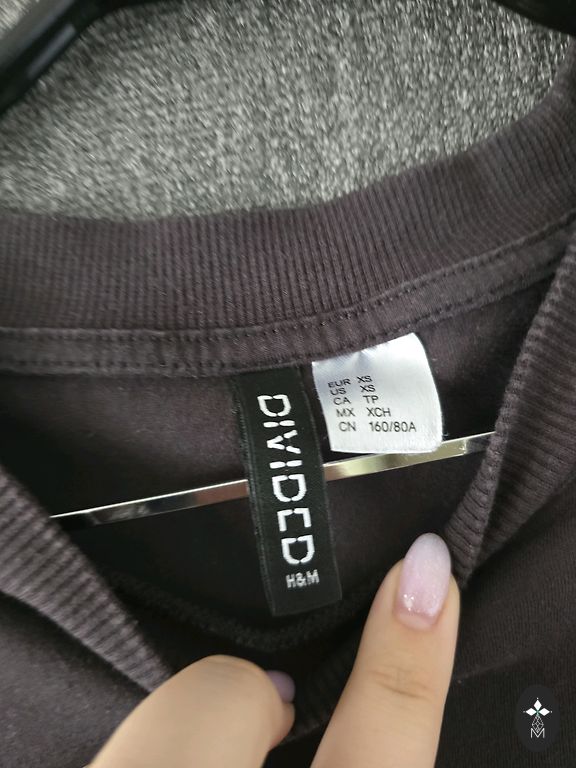 DIVIDED
H&M
EUR XS
US XS
CA TP
MX XCH
CN 160/80A
M